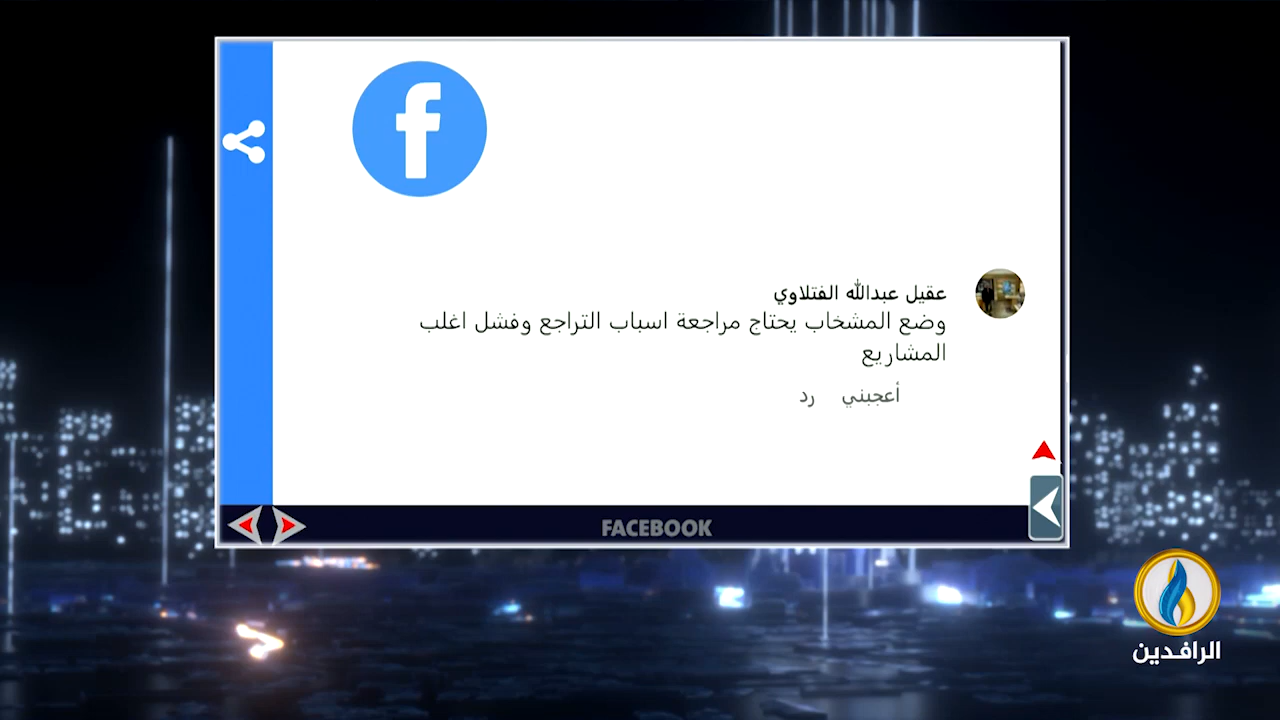 عقيل عبدالله الفتلاوي
وضع المشخاب يحتاج مراجعة اسباب التراجع وفشل اغلب
المشاريع
أعجبني رد
FACEBOOK
الرافدين